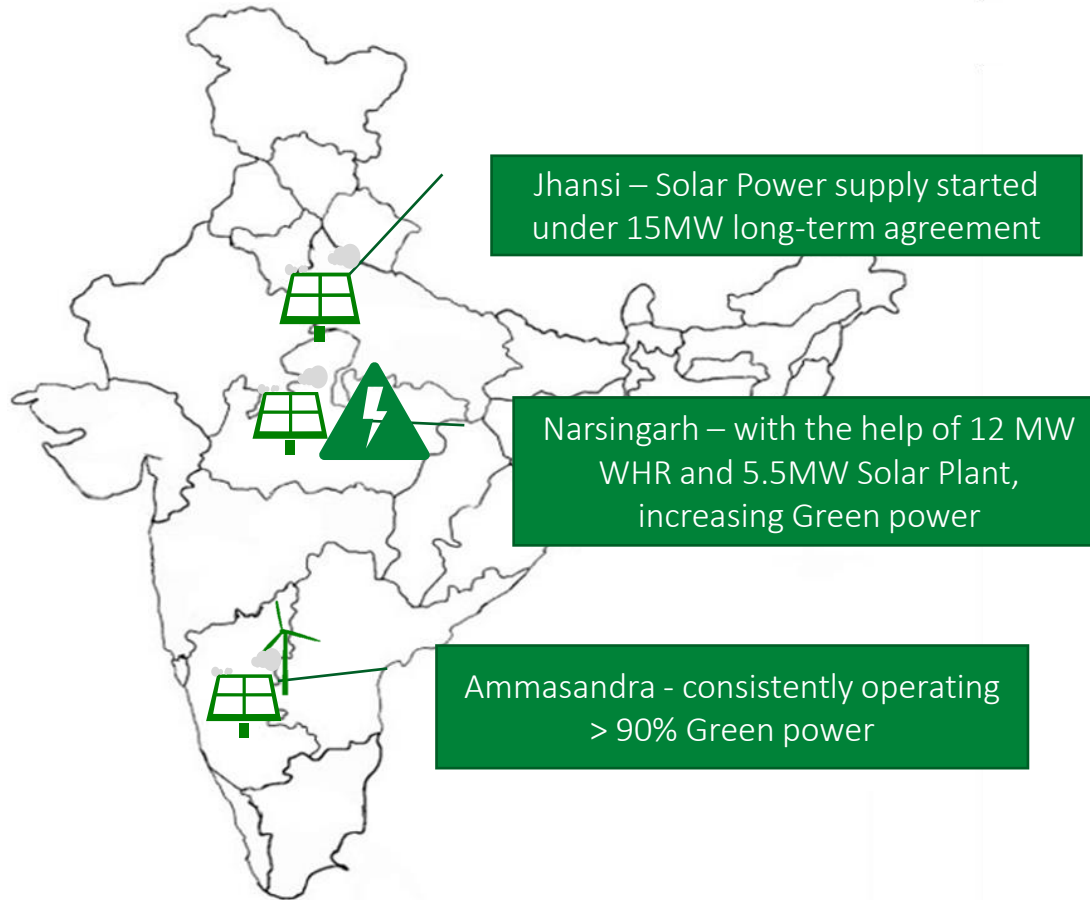 Jhansi – Solar Power supply started
under 15MW long-term agreement
Narsingarh – with the help of 12 MW
WHR and 5.5MW Solar Plant,
increasing Green power
Ammasandra - consistently operating
> 90% Green power